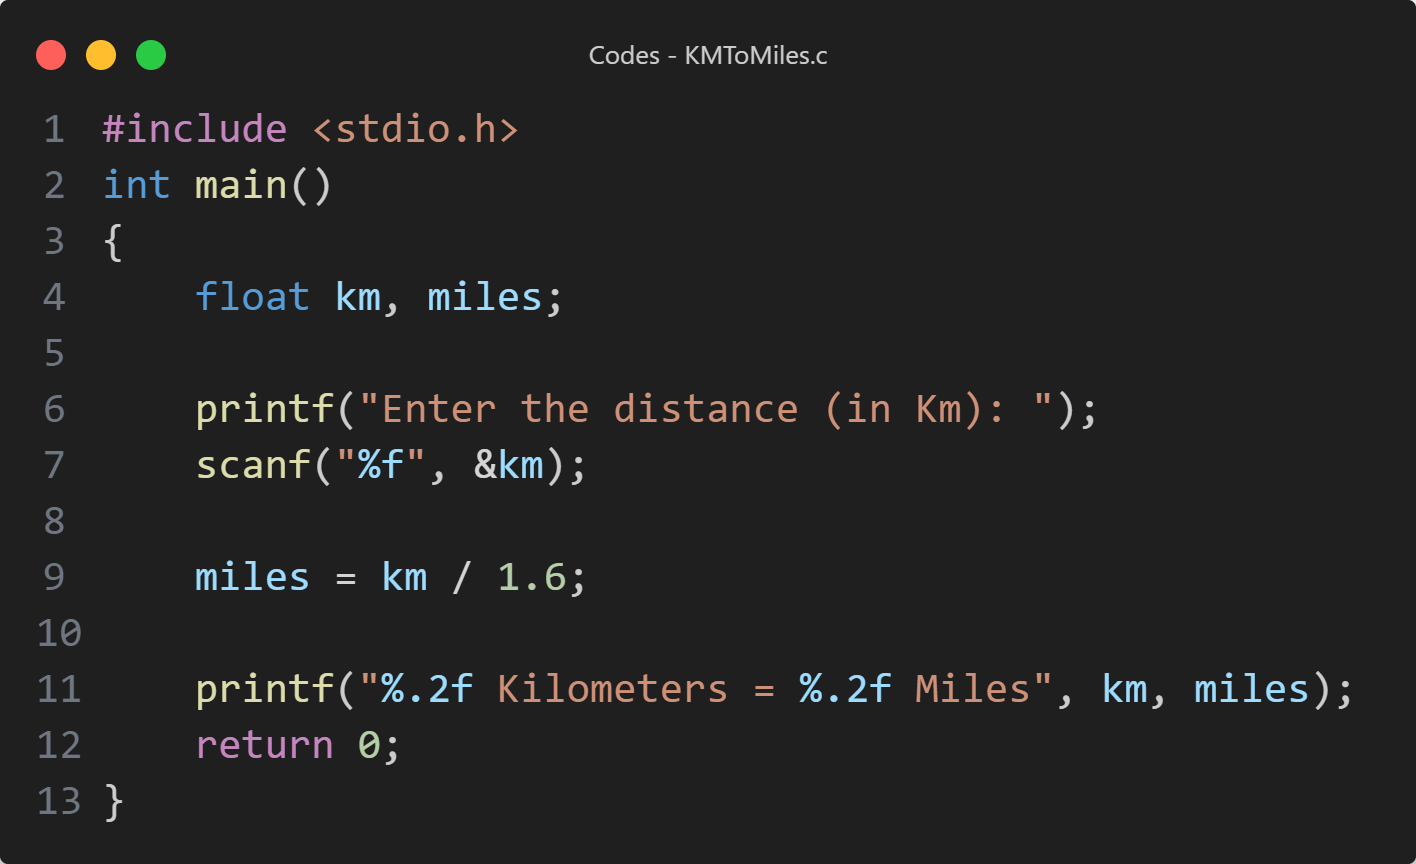 Codes - KMToMiles.c
1 #include <stdio.h>
2 int main()
3 {
4     float km, miles;
5
6     printf("Enter the distance (in Km): ");
7     scanf("%f", &km);
8
9     miles = km / 1.6;
10
11     printf("%.2f Kilometers = %.2f Miles", km, miles);
12     return 0;
13 }